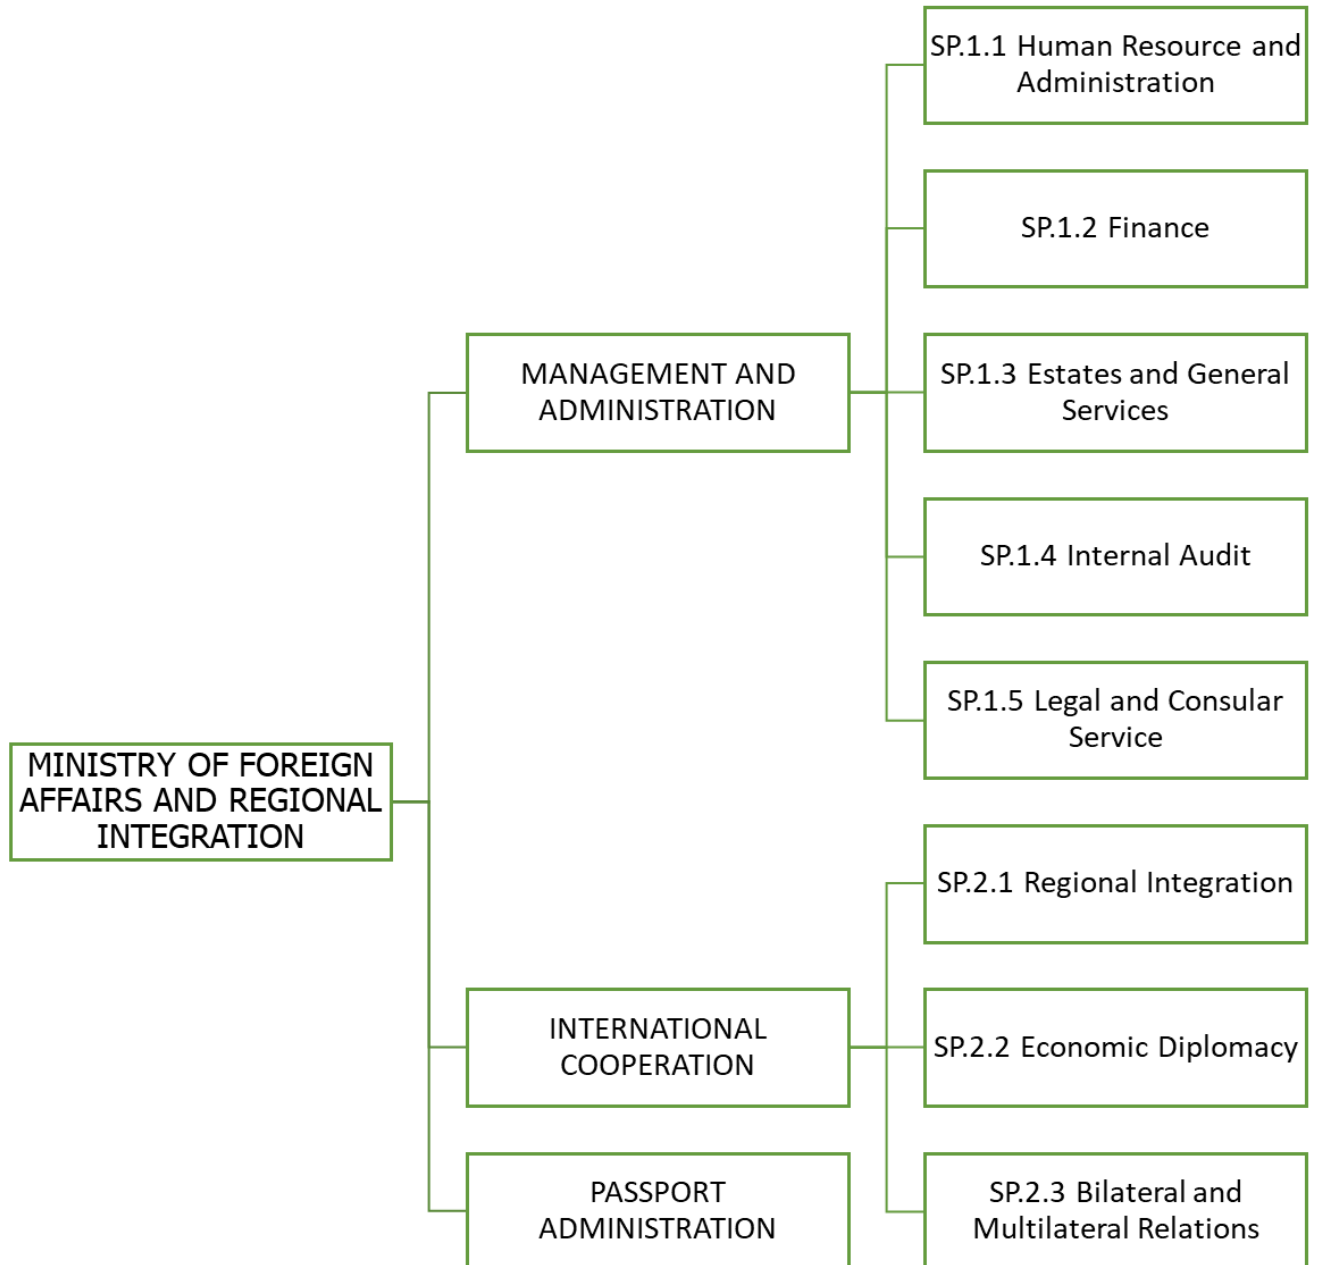 SP.1.1 Human Resource and
Administration
SP.1.2 Finance
MANAGEMENT AND
ADMINISTRATION
SP.1.3 Estates and General
Services
SP.1.4 Internal Audit
SP.1.5 Legal and Consular
Service
MINISTRY OF FOREIGN
AFFAIRS AND REGIONAL
INTEGRATION
SP.2.1 Regional Integration
INTERNATIONAL
COOPERATION
SP.2.2 Economic Diplomacy
PASSPORT
ADMINISTRATION
SP.2.3 Bilateral and
Multilateral Relations